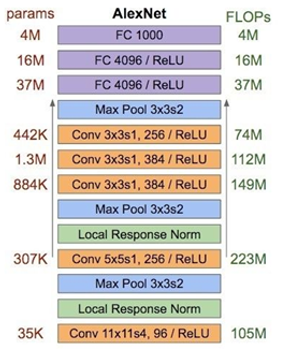 params AlexNet FLOPs
4M FC 1000 4M
16M FC 4096 / ReLU 16M
37M FC 4096 / ReLU 37M
Max Pool 3x3s2
442K Conv 3x3s1, 256 / ReLU 74M
1.3M Conv 3x3s1, 384 / ReLU 112M
884K Conv 3x3s1, 384 / ReLU 149M
Max Pool 3x3s2
Local Response Norm
307K Conv 5x5s1, 256 / ReLU 223M
Max Pool 3x3s2
Local Response Norm
35K Conv 11x11s4, 96 / ReLU 105M